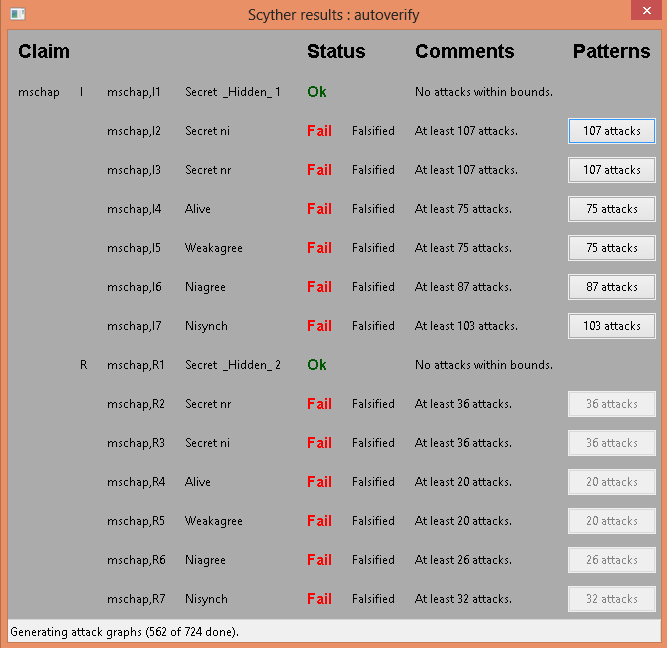 Scyther results : autoverify
Claim Status Comments Patterns
mschap I mschap,I1 Secret _Hidden_ 1 Ok No attacks within bounds.
mschap,I2 Secret ni Fail Falsified At least 107 attacks. 107 attacks
mschap,I3 Secret nr Fail Falsified At least 107 attacks. 107 attacks
mschap,I4 Alive Fail Falsified At least 75 attacks. 75 attacks
mschap,I5 Weakagree Fail Falsified At least 75 attacks. 75 attacks
mschap,I6 Niagree Fail Falsified At least 87 attacks. 87 attacks
mschap,I7 Nisynch Fail Falsified At least 103 attacks. 103 attacks
R mschap,R1 Secret _Hidden_ 2 Ok No attacks within bounds.
mschap,R2 Secret nr Fail Falsified At least 36 attacks. 36 attacks
mschap,R3 Secret ni Fail Falsified At least 36 attacks. 36 attacks
mschap,R4 Alive Fail Falsified At least 20 attacks. 20 attacks
mschap,R5 Weakagree Fail Falsified At least 20 attacks. 20 attacks
mschap,R6 Niagree Fail Falsified At least 26 attacks. 26 attacks
mschap,R7 Nisynch Fail Falsified At least 32 attacks. 32 attacks
Generating attack graphs (562 of 724 done).